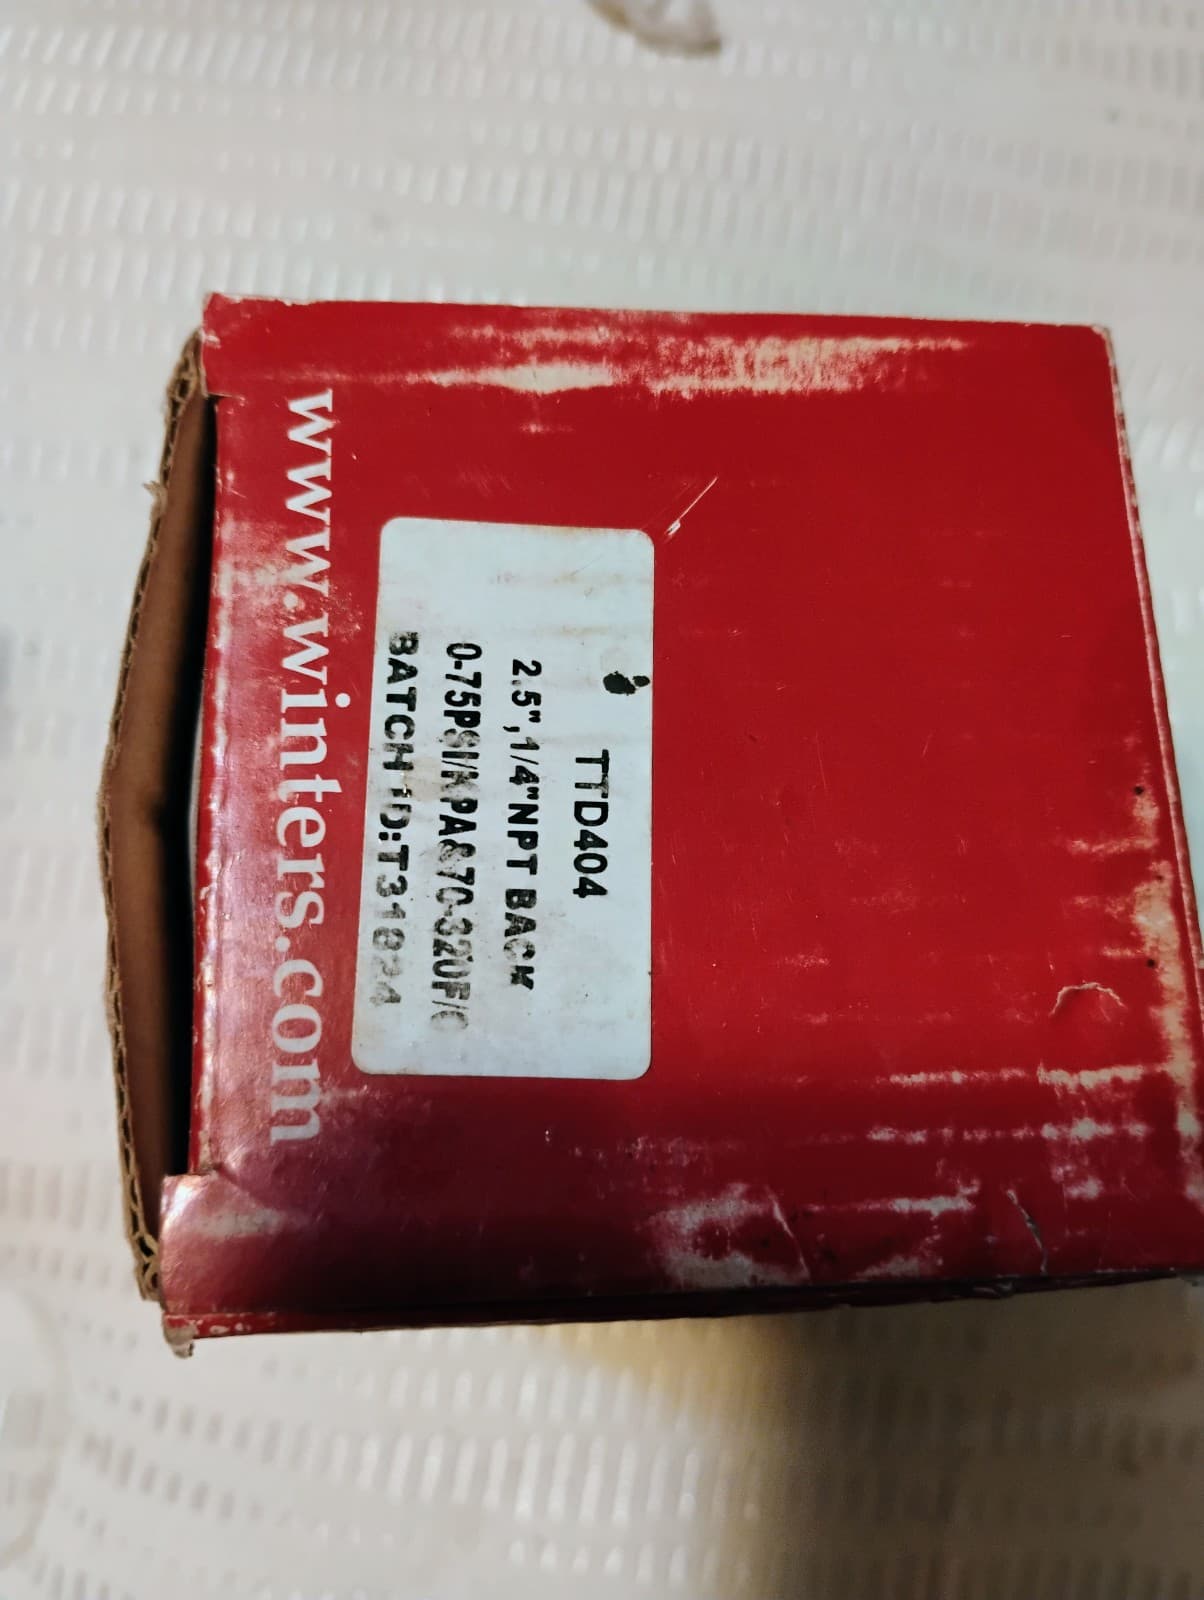 www.winters.com
TTD404
2.5",1/4"NPT BACK
0-75PSI/KPA&70-320F/C
BATCH ID:T31824